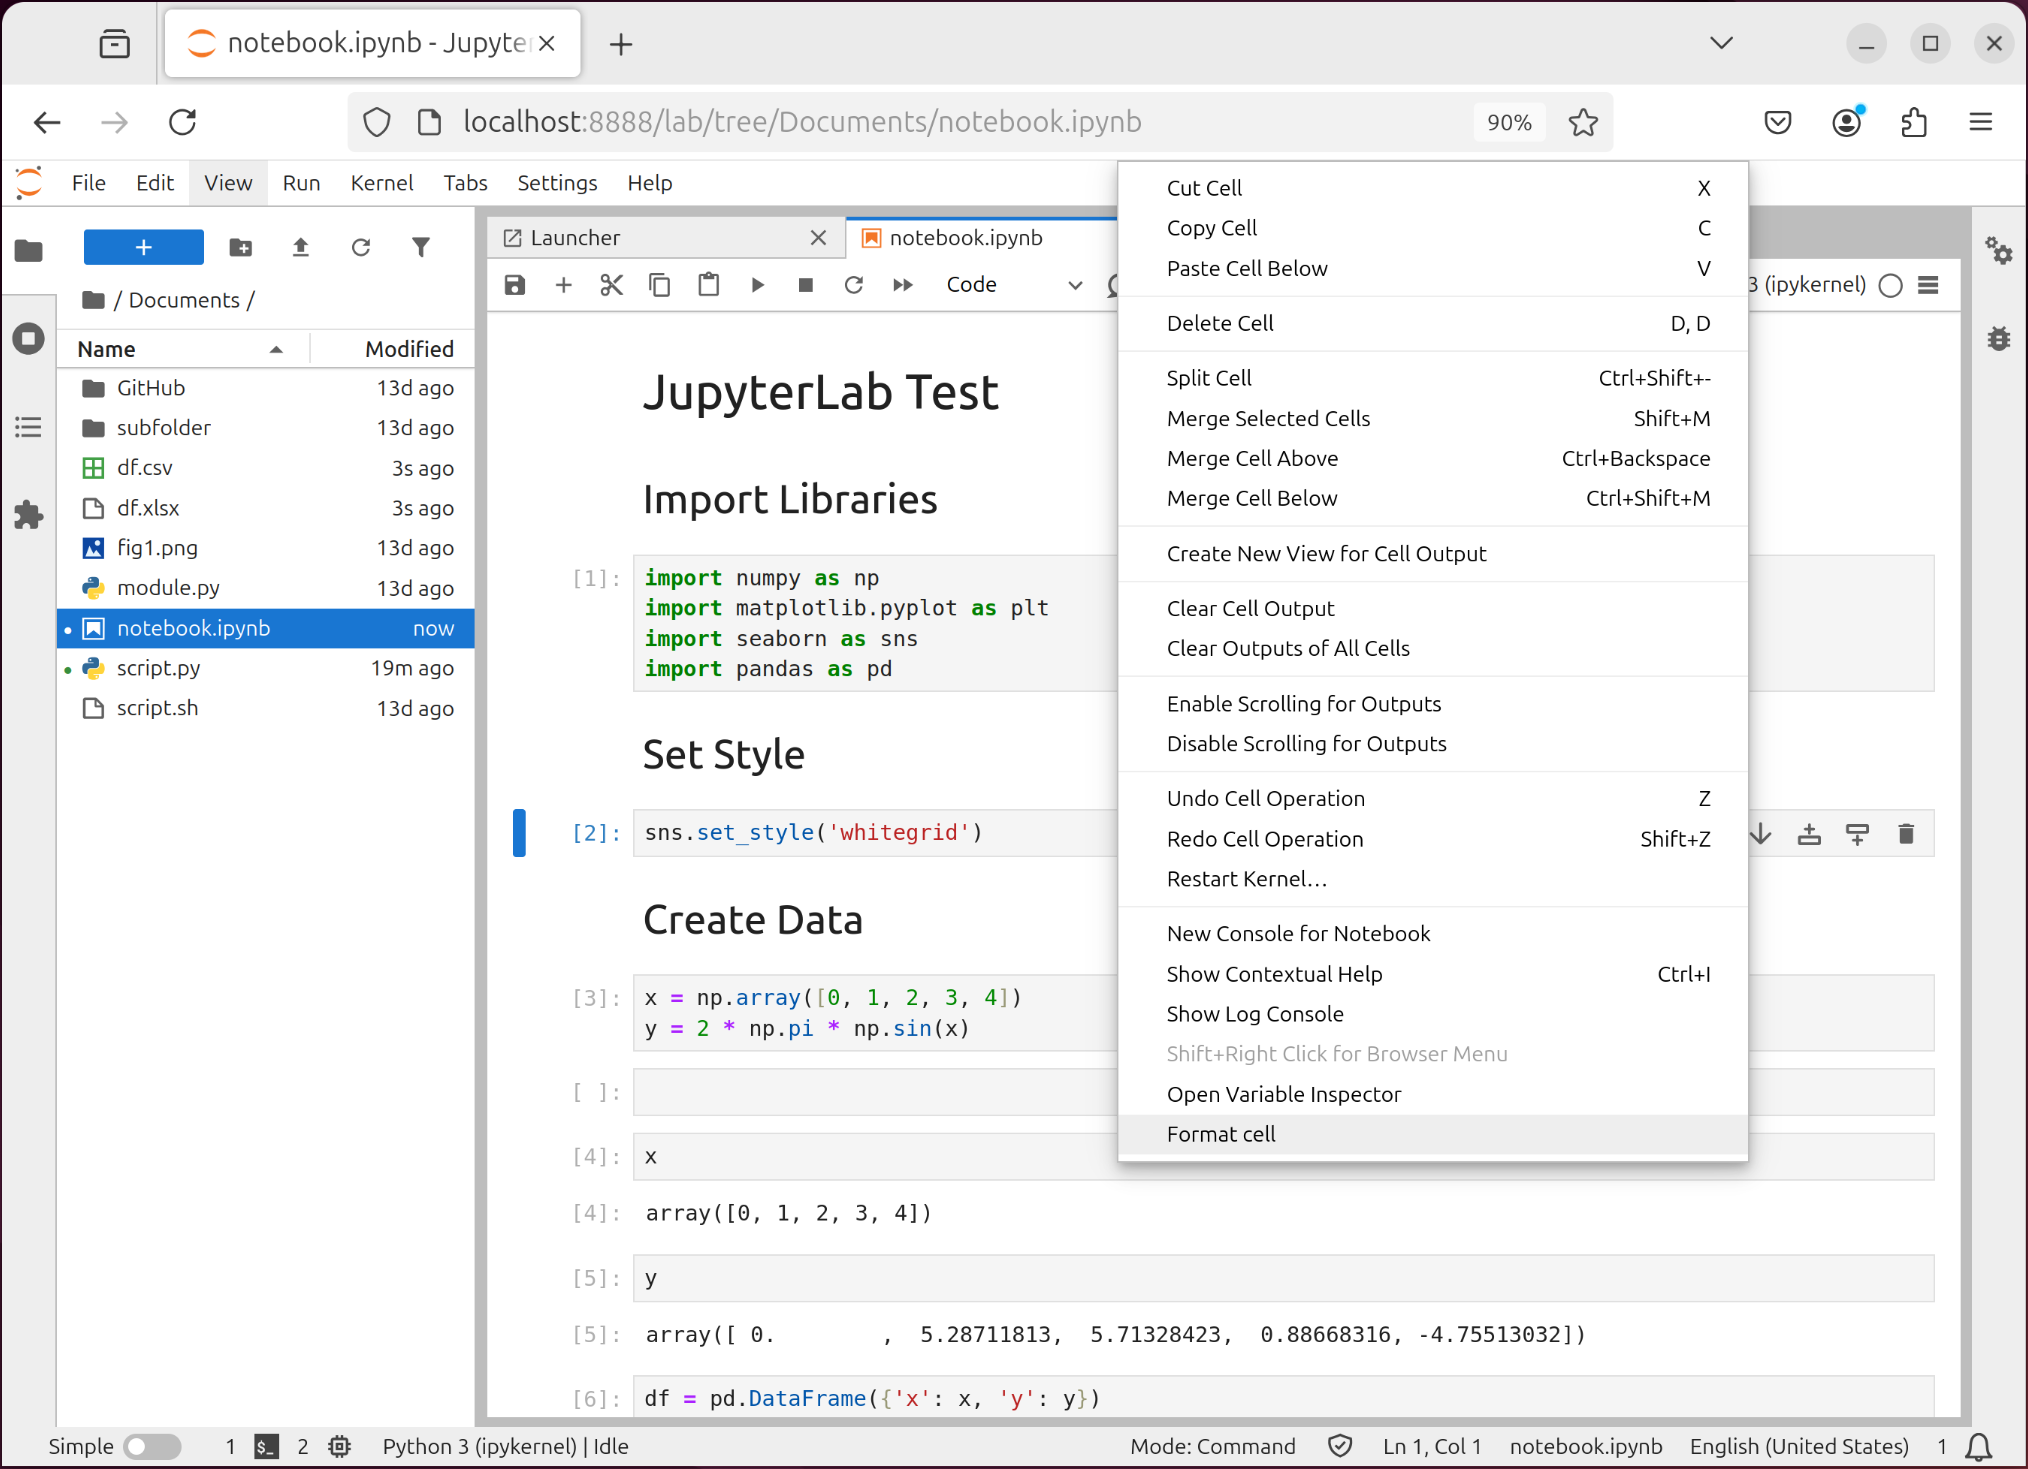 notebook.ipynb - Jupyter
localhost:8888/lab/tree/Documents/notebook.ipynb
90%
File Edit View Run Kernel Tabs Settings Help
/ Documents /
Name Modified
GitHub 13d ago
subfolder 13d ago
df.csv 3s ago
df.xlsx 3s ago
fig1.png 13d ago
module.py 13d ago
notebook.ipynb now
script.py 19m ago
script.sh 13d ago
Launcher
notebook.ipynb
Code
3 (ipykernel)
JupyterLab Test
Import Libraries
[1]: import numpy as np
import matplotlib.pyplot as plt
import seaborn as sns
import pandas as pd
Set Style
[2]: sns.set_style('whitegrid')
Create Data
[3]: x = np.array([0, 1, 2, 3, 4])
y = 2 * np.pi * np.sin(x)
[ ]:
[4]: x
[4]: array([0, 1, 2, 3, 4])
[5]: y
[5]: array([ 0.        ,  5.28711813,  5.71328423,  0.88668316, -4.75513032])
[6]: df = pd.DataFrame({'x': x, 'y': y})
Cut Cell X
Copy Cell C
Paste Cell Below V
Delete Cell D, D
Split Cell Ctrl+Shift+-
Merge Selected Cells Shift+M
Merge Cell Above Ctrl+Backspace
Merge Cell Below Ctrl+Shift+M
Create New View for Cell Output
Clear Cell Output
Clear Outputs of All Cells
Enable Scrolling for Outputs
Disable Scrolling for Outputs
Undo Cell Operation Z
Redo Cell Operation Shift+Z
Restart Kernel…
New Console for Notebook
Show Contextual Help Ctrl+I
Show Log Console
Shift+Right Click for Browser Menu
Open Variable Inspector
Format cell
Simple 1 $_ 2 Python 3 (ipykernel) | Idle Mode: Command Ln 1, Col 1 notebook.ipynb English (United States) 1